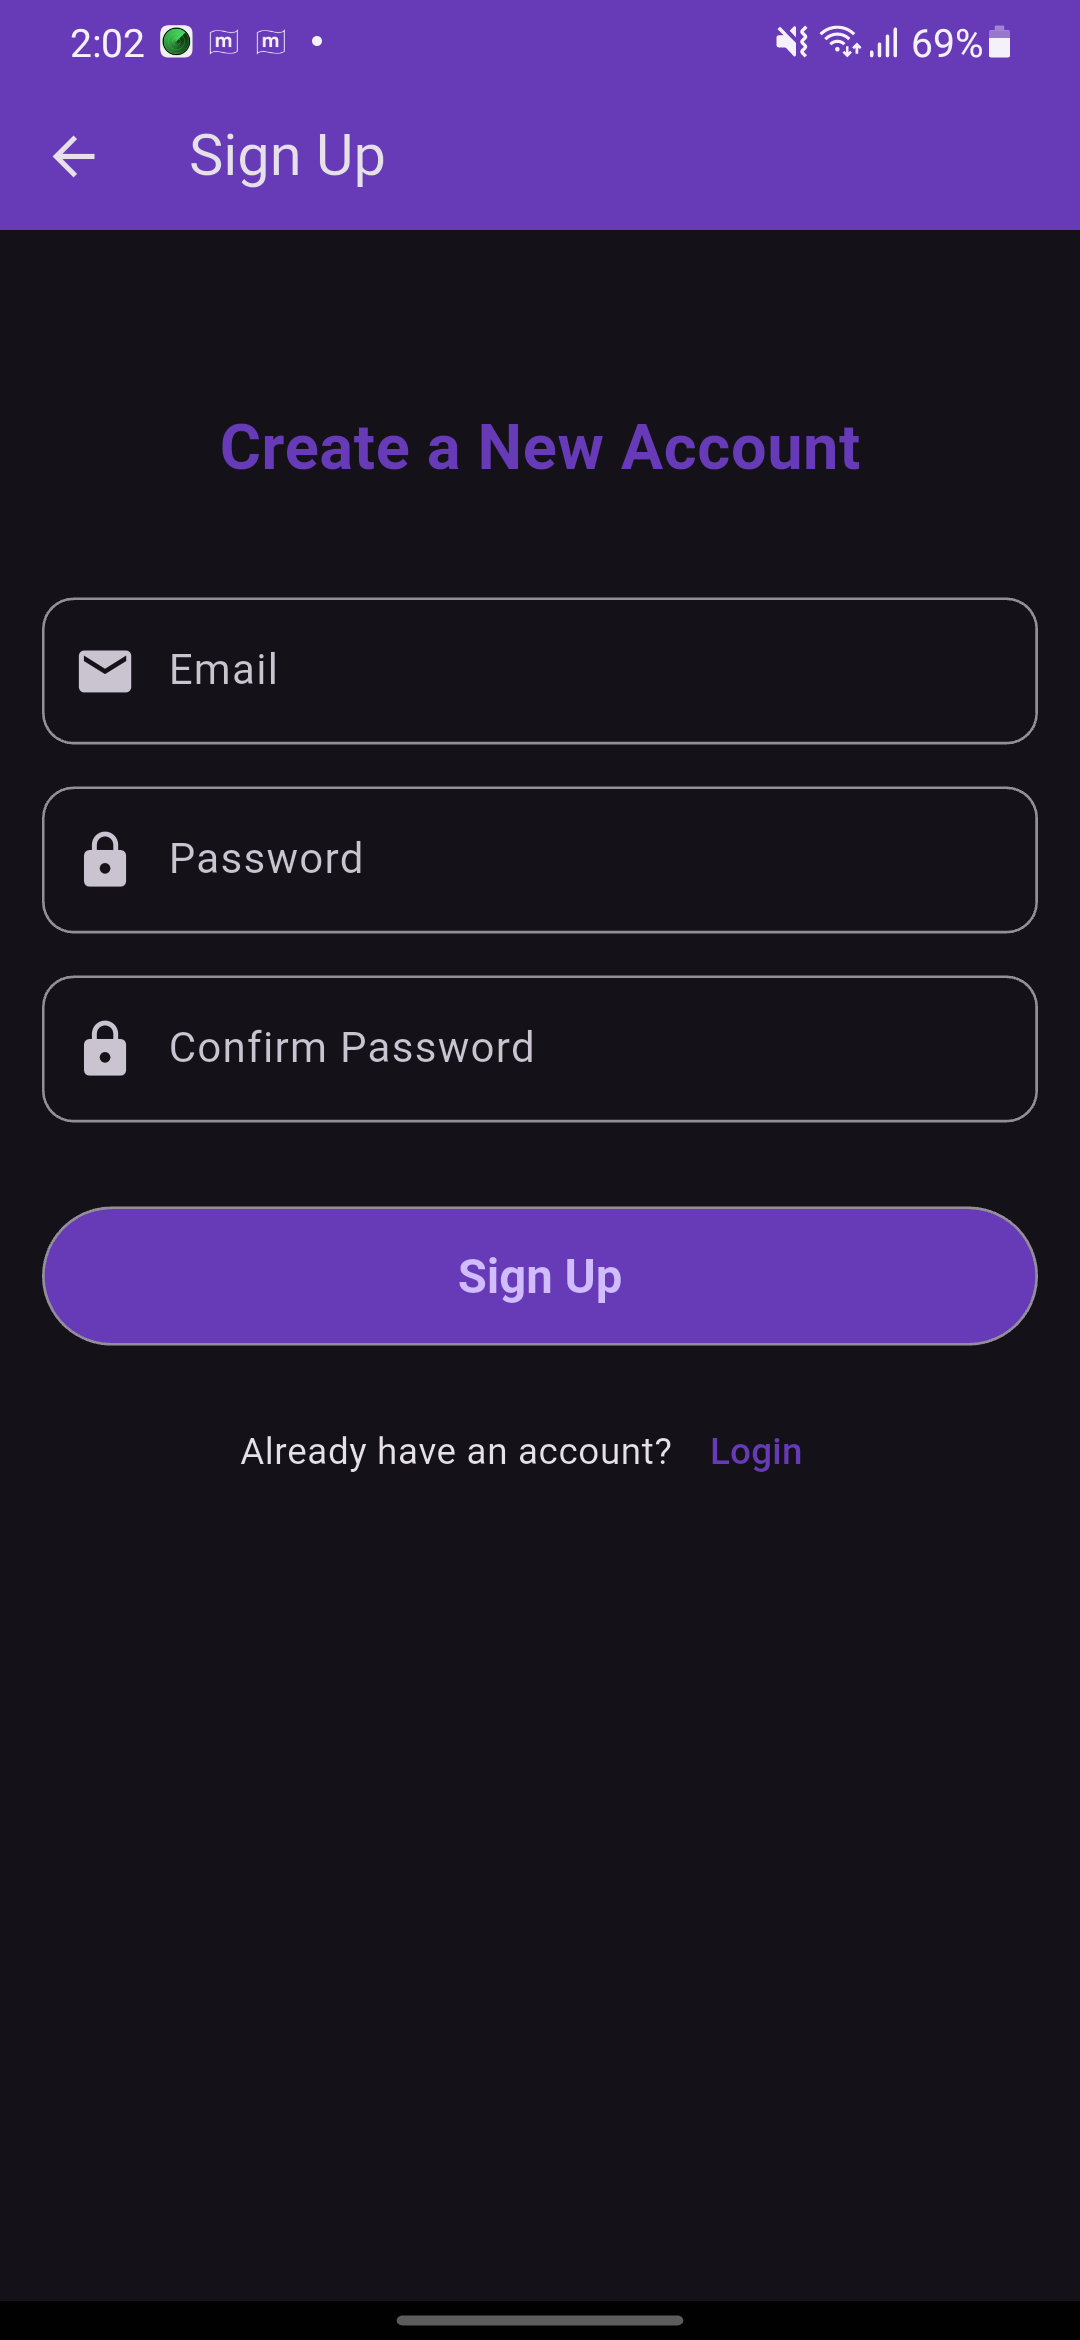 2:02 m m 69%
Sign Up
Create a New Account
Email
Password
Confirm Password
Sign Up
Already have an account? Login